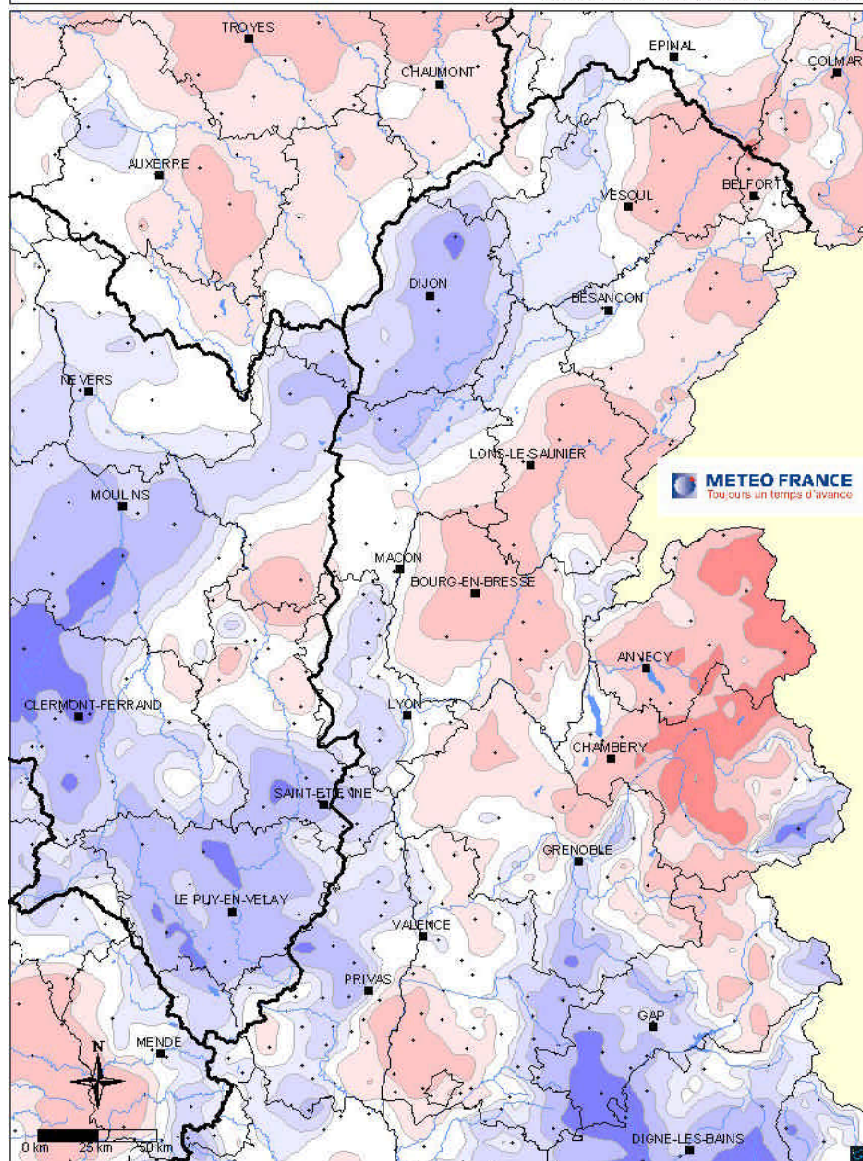 TROYES
EPINAL
CHAUMONT
COLMAR
AUXERRE
VESOUL
BELFORT
DIJON
BESANCON
NEVERS
LONS-LE-SAUNIER
METEO FRANCE
Toujours un temps d'avance
MOULINS
MACON
BOURG-EN-BRESSE
ANNECY
CLERMONT-FERRAND
LYON
CHAMBERY
SAINT-ETIENNE
GRENOBLE
LE PUY-EN-VELAY
VALENCE
PRIVAS
GAP
MENDE
N
0 km 25 km 50 km
DIGNE-LES-BAINS